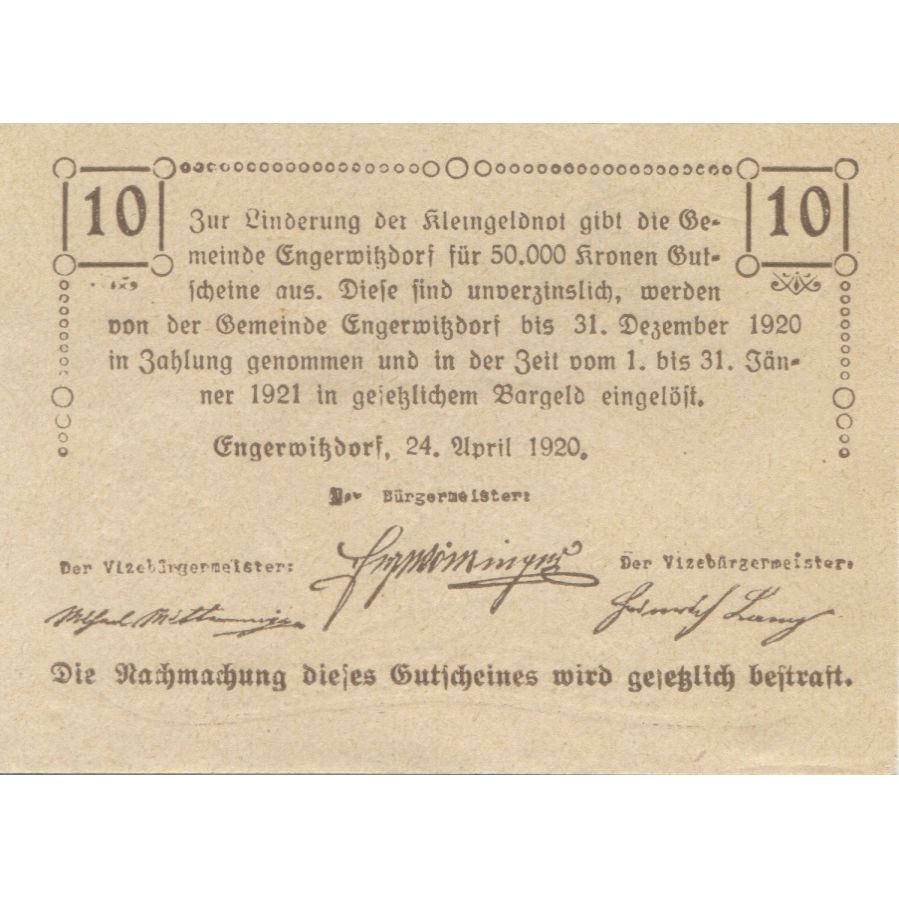 10 10
Zur Linderung der Kleingeldnot gibt die Ge-
meinde Engerwitzdorf für 50.000 Kronen Gut-
scheine aus. Diese sind unverzinslich, werden
von der Gemeinde Engerwitzdorf bis 31. Dezember 1920
in Zahlung genommen und in der Zeit vom 1. bis 31. Jän-
ner 1921 in gesetzlichem Bargeld eingelöst.
Engerwitzdorf, 24. April 1920.
Der Bürgermeister:
Der Vizebürgermeister: Der Vizebürgermeister:
Heinrich Lang
Die Nachmachung dieses Gutscheines wird gesetzlich bestraft.